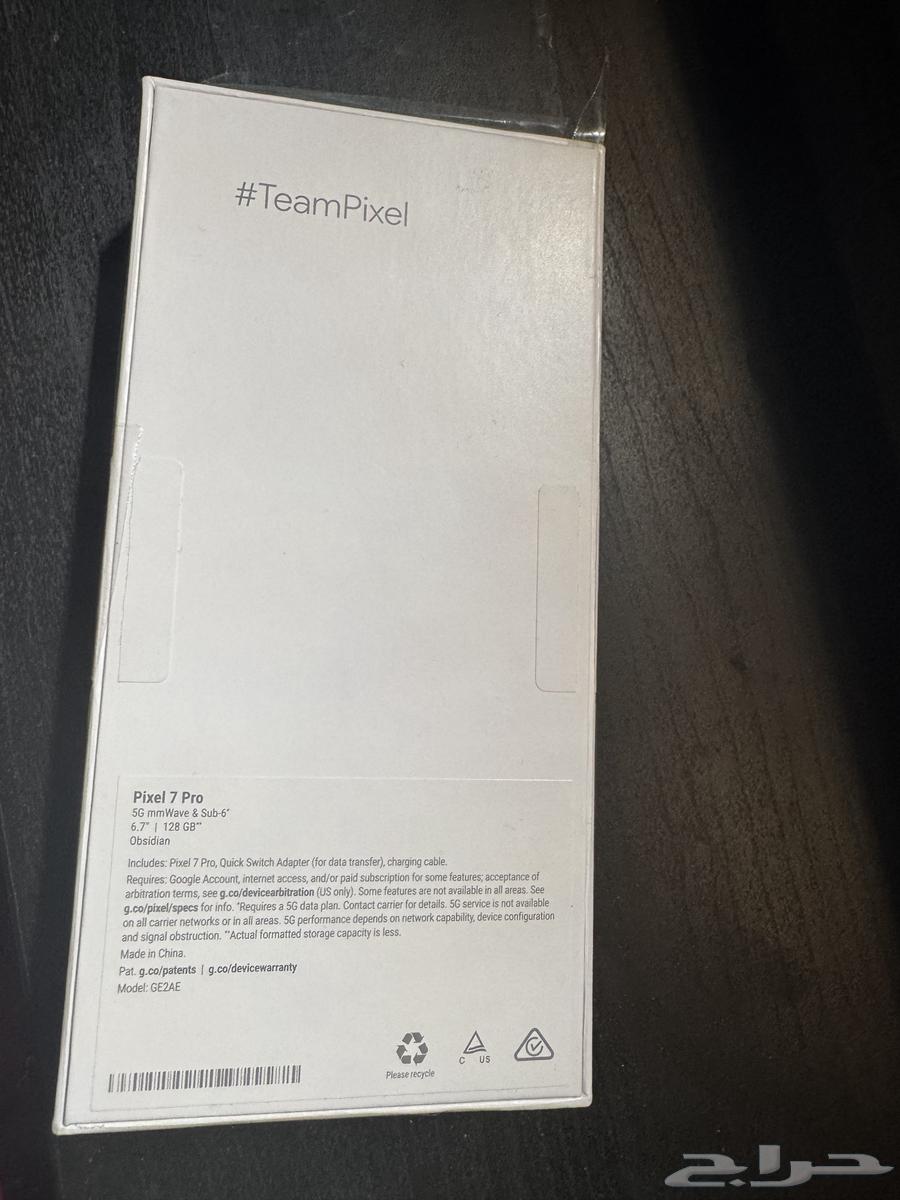 #TeamPixel
Pixel 7 Pro
5G mmWave & Sub-6*
6.7" | 128 GB**
Obsidian
Includes: Pixel 7 Pro, Quick Switch Adapter (for data transfer), charging cable.
Requires: Google Account, internet access, and/or paid subscription for some features; acceptance of
arbitration terms, see g.co/devicearbitration (US only). Some features are not available in all areas. See
g.co/pixel/specs for info. *Requires a 5G data plan. Contact carrier for details. 5G service is not available
on all carrier networks or in all areas. 5G performance depends on network capability, device configuration
and signal obstruction. **Actual formatted storage capacity is less.
Made in China.
Pat. g.co/patents | g.co/devicewarranty
Model: GE2AE
Please recycle
C US
حراج